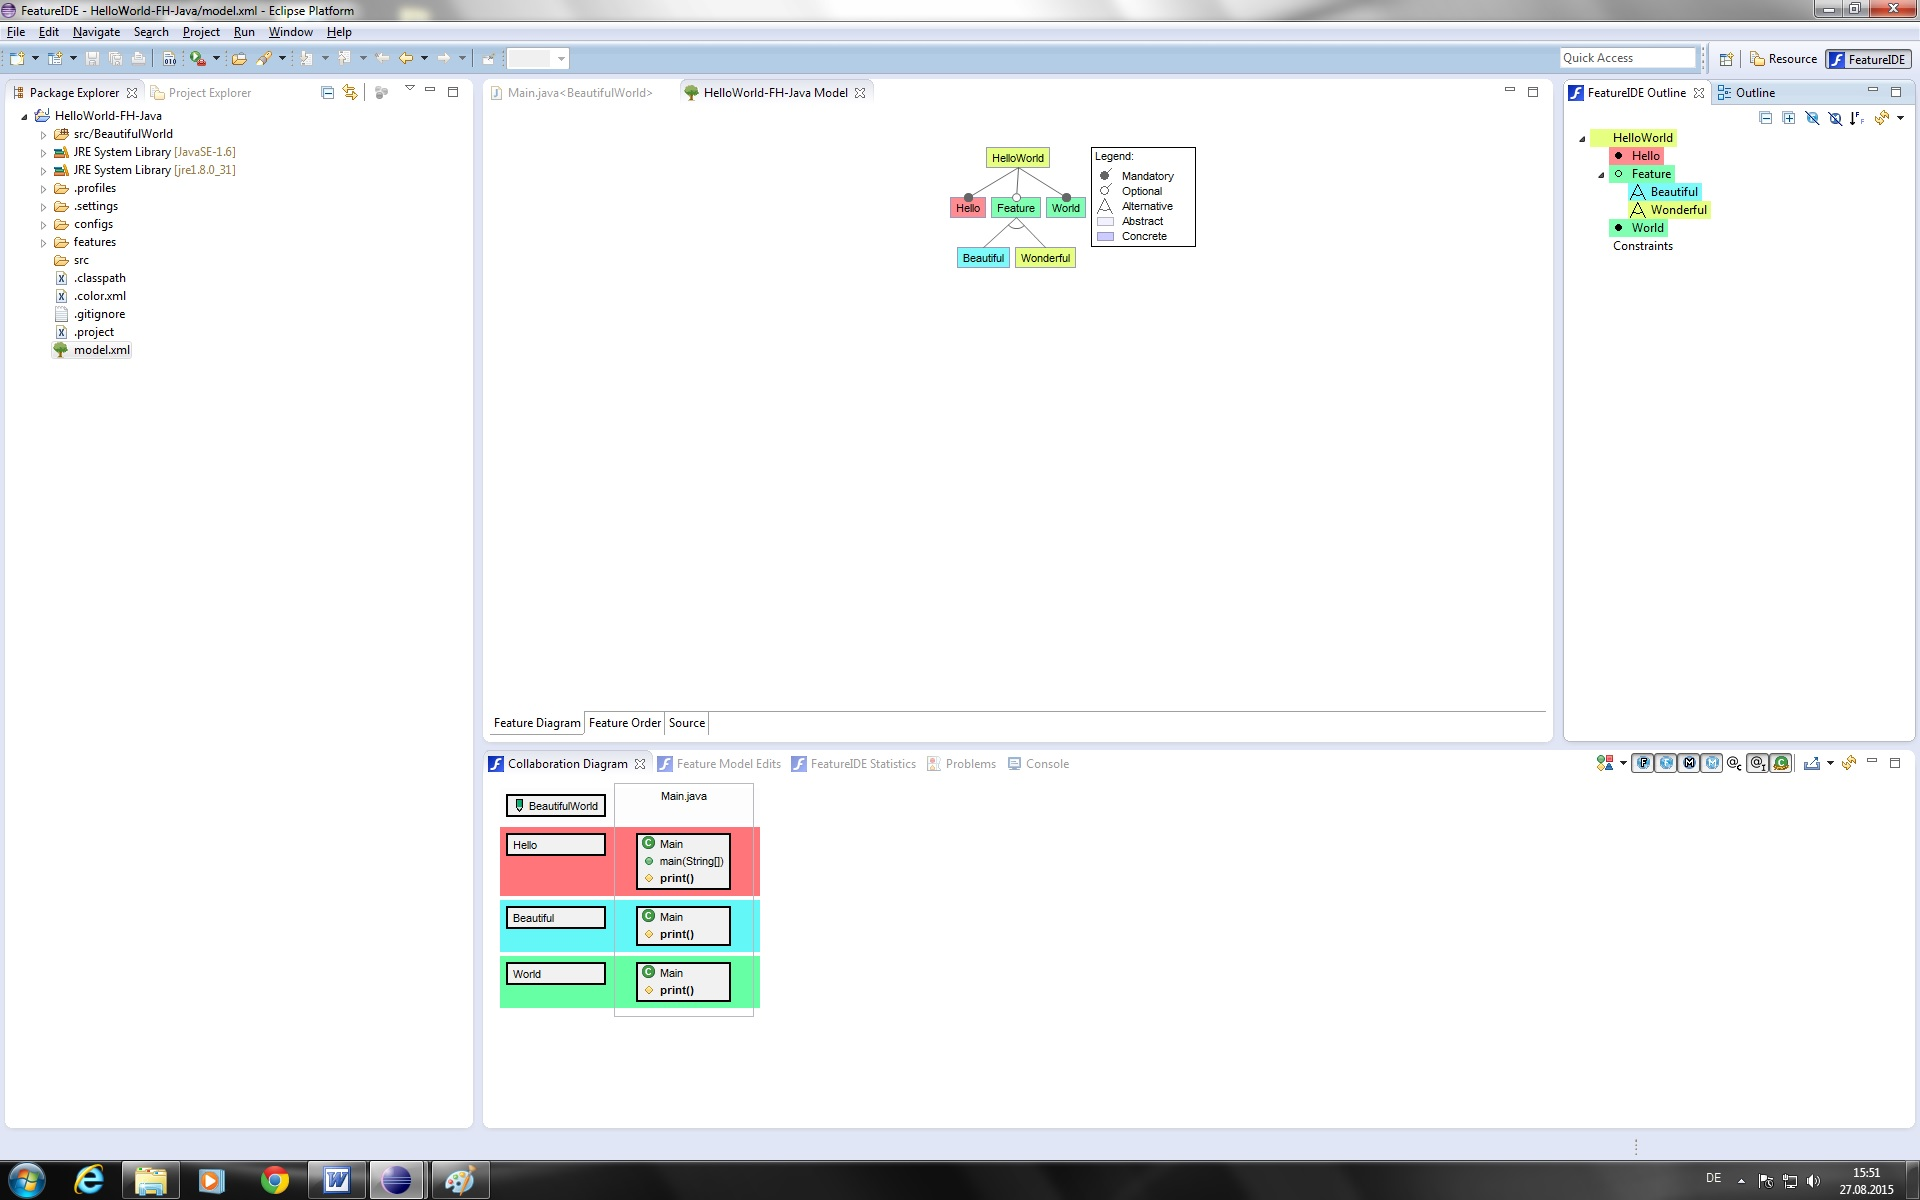 FeatureIDE - HelloWorld-FH-Java/model.xml - Eclipse Platform
File Edit Navigate Search Project Run Window Help
Quick Access
Resource
FeatureIDE
Package Explorer
Project Explorer
HelloWorld-FH-Java
src/BeautifulWorld
JRE System Library [JavaSE-1.6]
JRE System Library [jre1.8.0_31]
.profiles
.settings
configs
features
src
.classpath
.color.xml
.gitignore
.project
model.xml
Main.java<BeautifulWorld>
HelloWorld-FH-Java Model
HelloWorld
Hello Feature World
Beautiful Wonderful
Legend:
Mandatory
Optional
Alternative
Abstract
Concrete
Feature Diagram Feature Order Source
FeatureIDE Outline
Outline
HelloWorld
Hello
Feature
Beautiful
Wonderful
World
Constraints
Collaboration Diagram
Feature Model Edits
FeatureIDE Statistics
Problems
Console
BeautifulWorld
Main.java
Hello
Main
main(String[])
print()
Beautiful
Main
print()
World
Main
print()
DE
15:51
27.08.2015